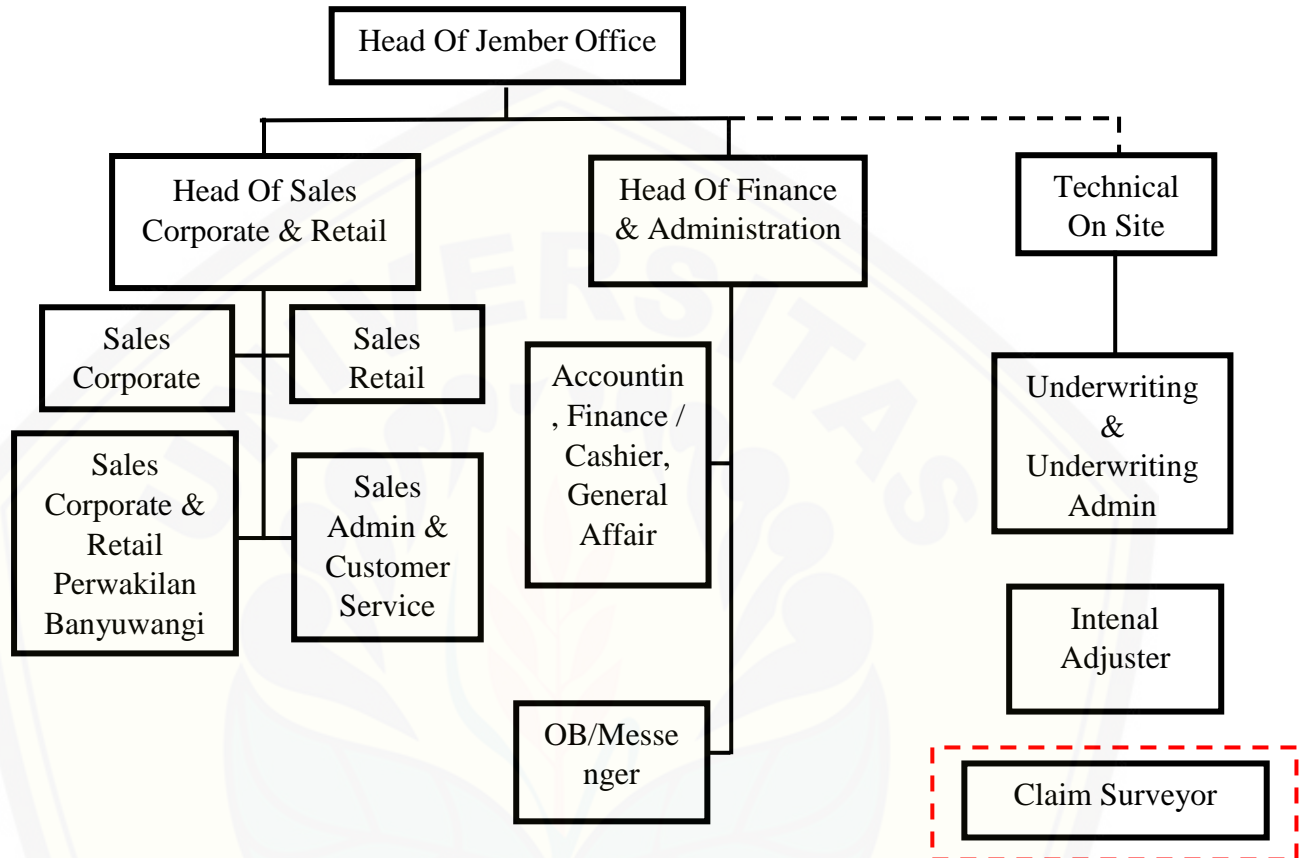 Head Of Jember Office
Head Of Sales
Corporate & Retail
Head Of Finance
& Administration
Technical
On Site
Sales
Corporate
Sales
Retail
Sales
Corporate &
Retail
Perwakilan
Banyuwangi
Sales
Admin &
Customer
Service
Accountin
, Finance /
Cashier,
General
Affair
OB/Messe
nger
Underwriting
&
Underwriting
Admin
Intenal
Adjuster
Claim Surveyor
UNIVERSITAS